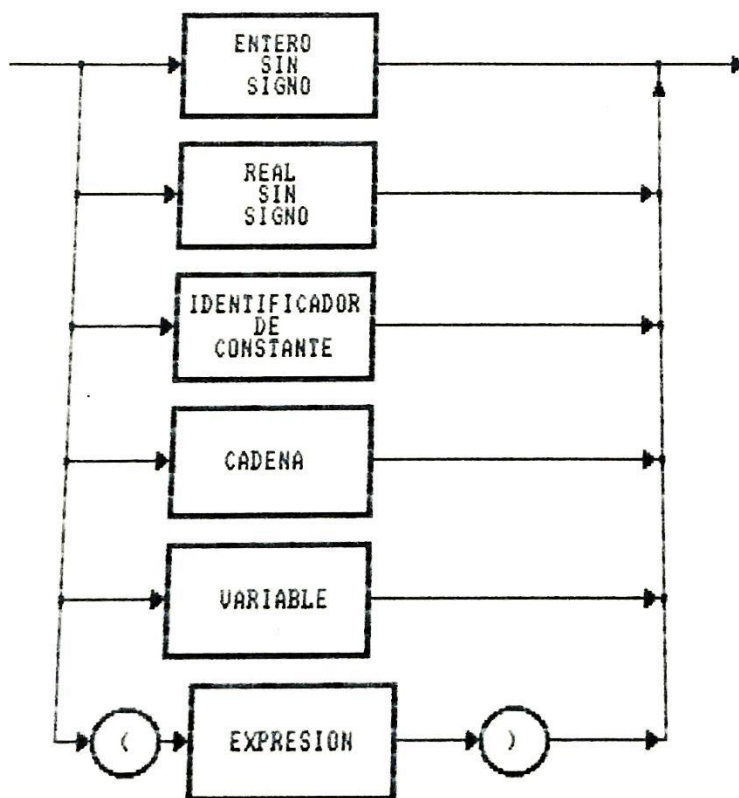 ENTERO
SIN
SIGNO
REAL
SIN
SIGNO
IDENTIFICADOR
DE
CONSTANTE
CADENA
VARIABLE
( EXPRESION )